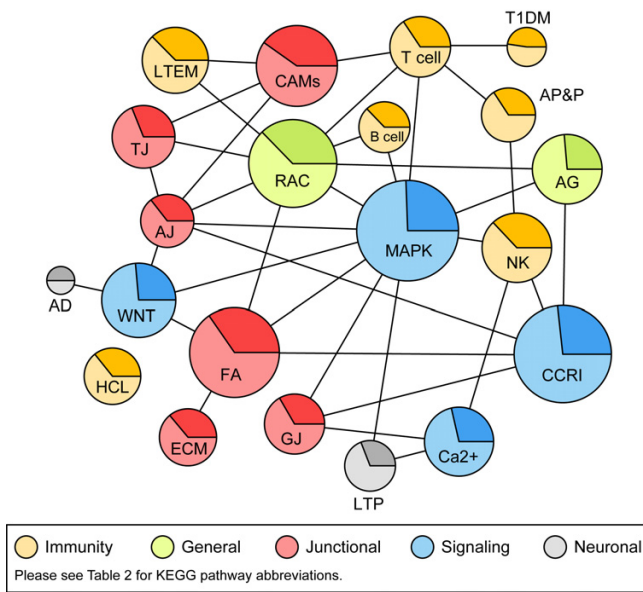 T1DM
LTEM
CAMs
T cell
AP&P
TJ
B cell
RAC
AG
AJ
MAPK
NK
AD
WNT
HCL
FA
CCRI
ECM
GJ
Ca2+
LTP
Immunity
General
Junctional
Signaling
Neuronal
Please see Table 2 for KEGG pathway abbreviations.